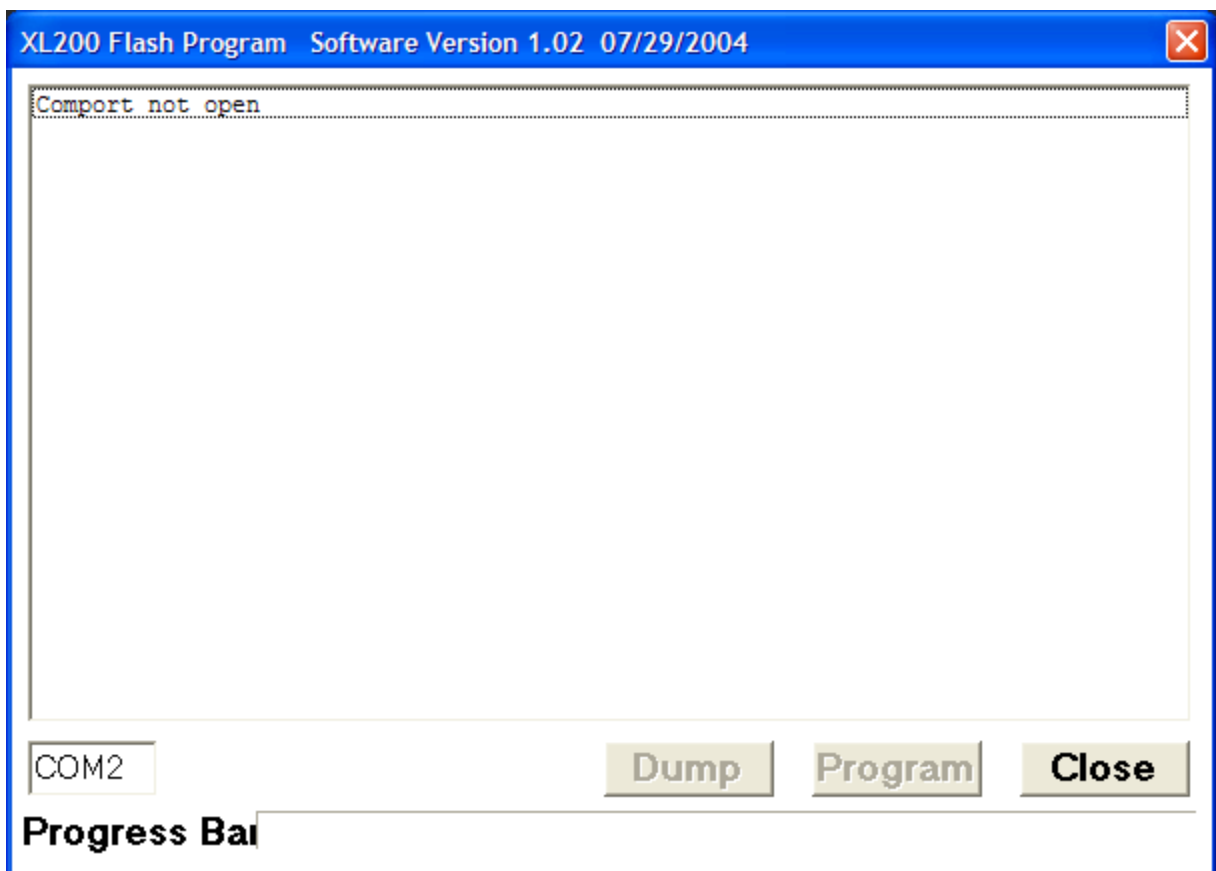 XL200 Flash Program   Software Version 1.02  07/29/2004
Comport not open
COM2
Dump
Program
Close
Progress Bar